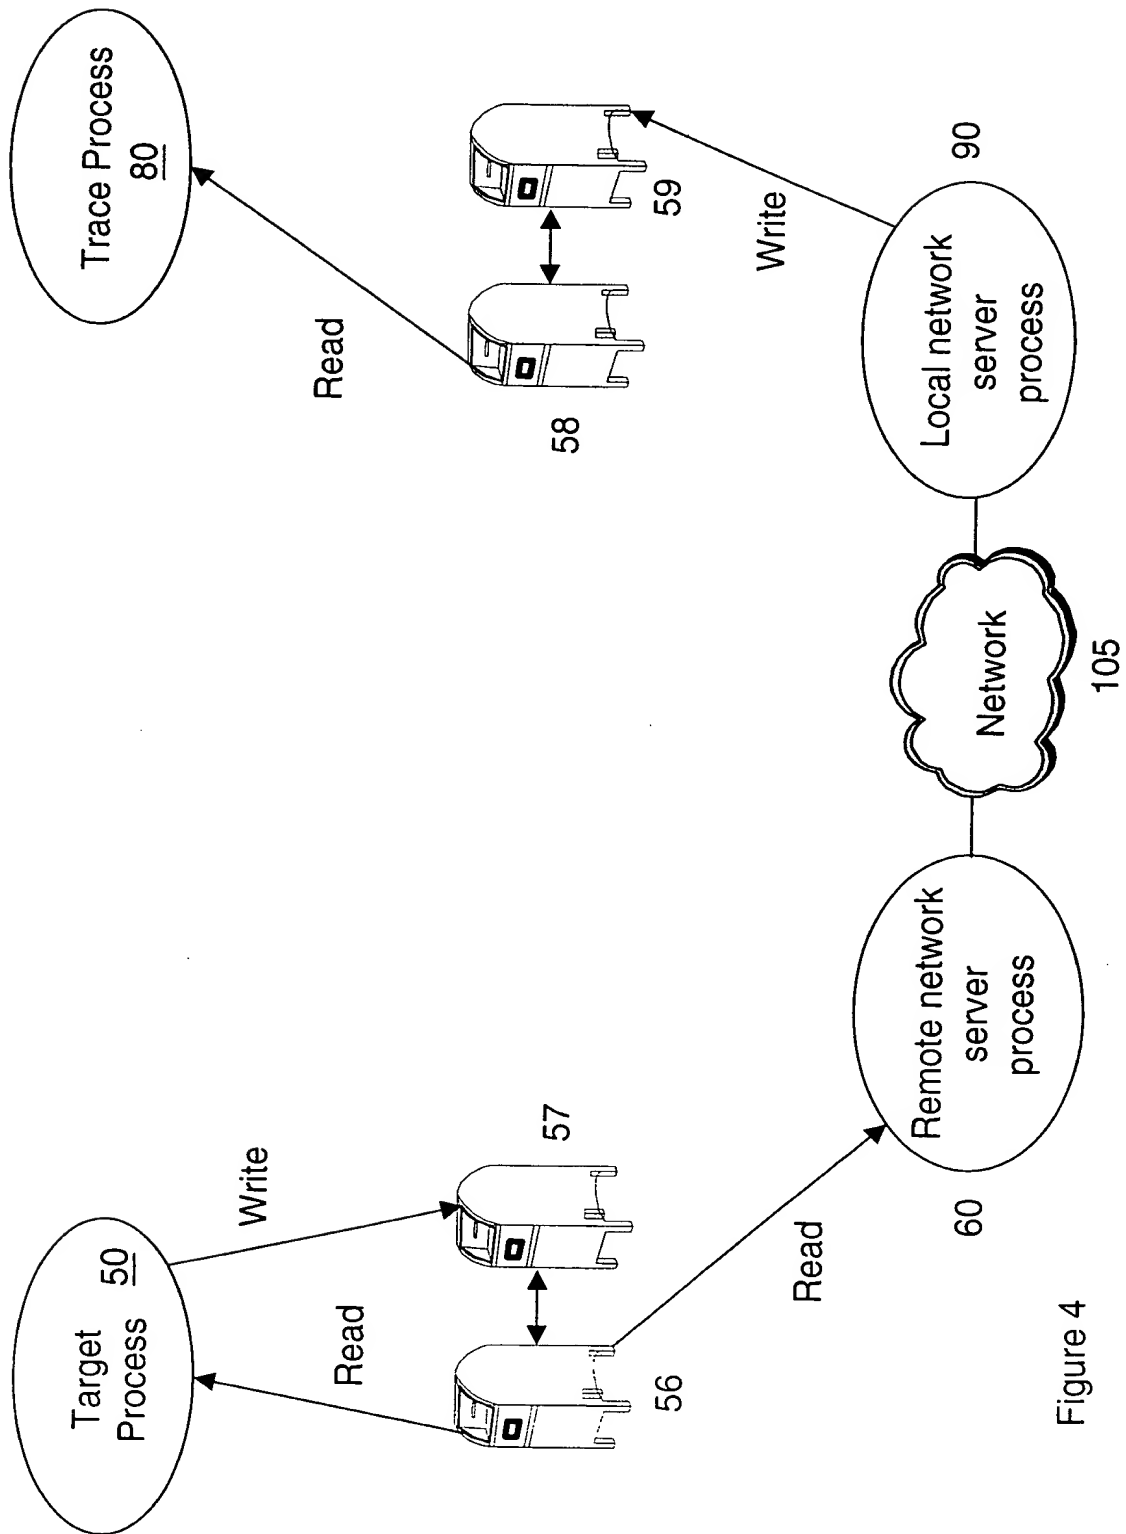 Target
Process 50
Write
Read
57
56
Read
60
Remote network
server
process
Network
105
Trace Process
80
Read
58
59
Write
90
Local network
server
process
Figure 4